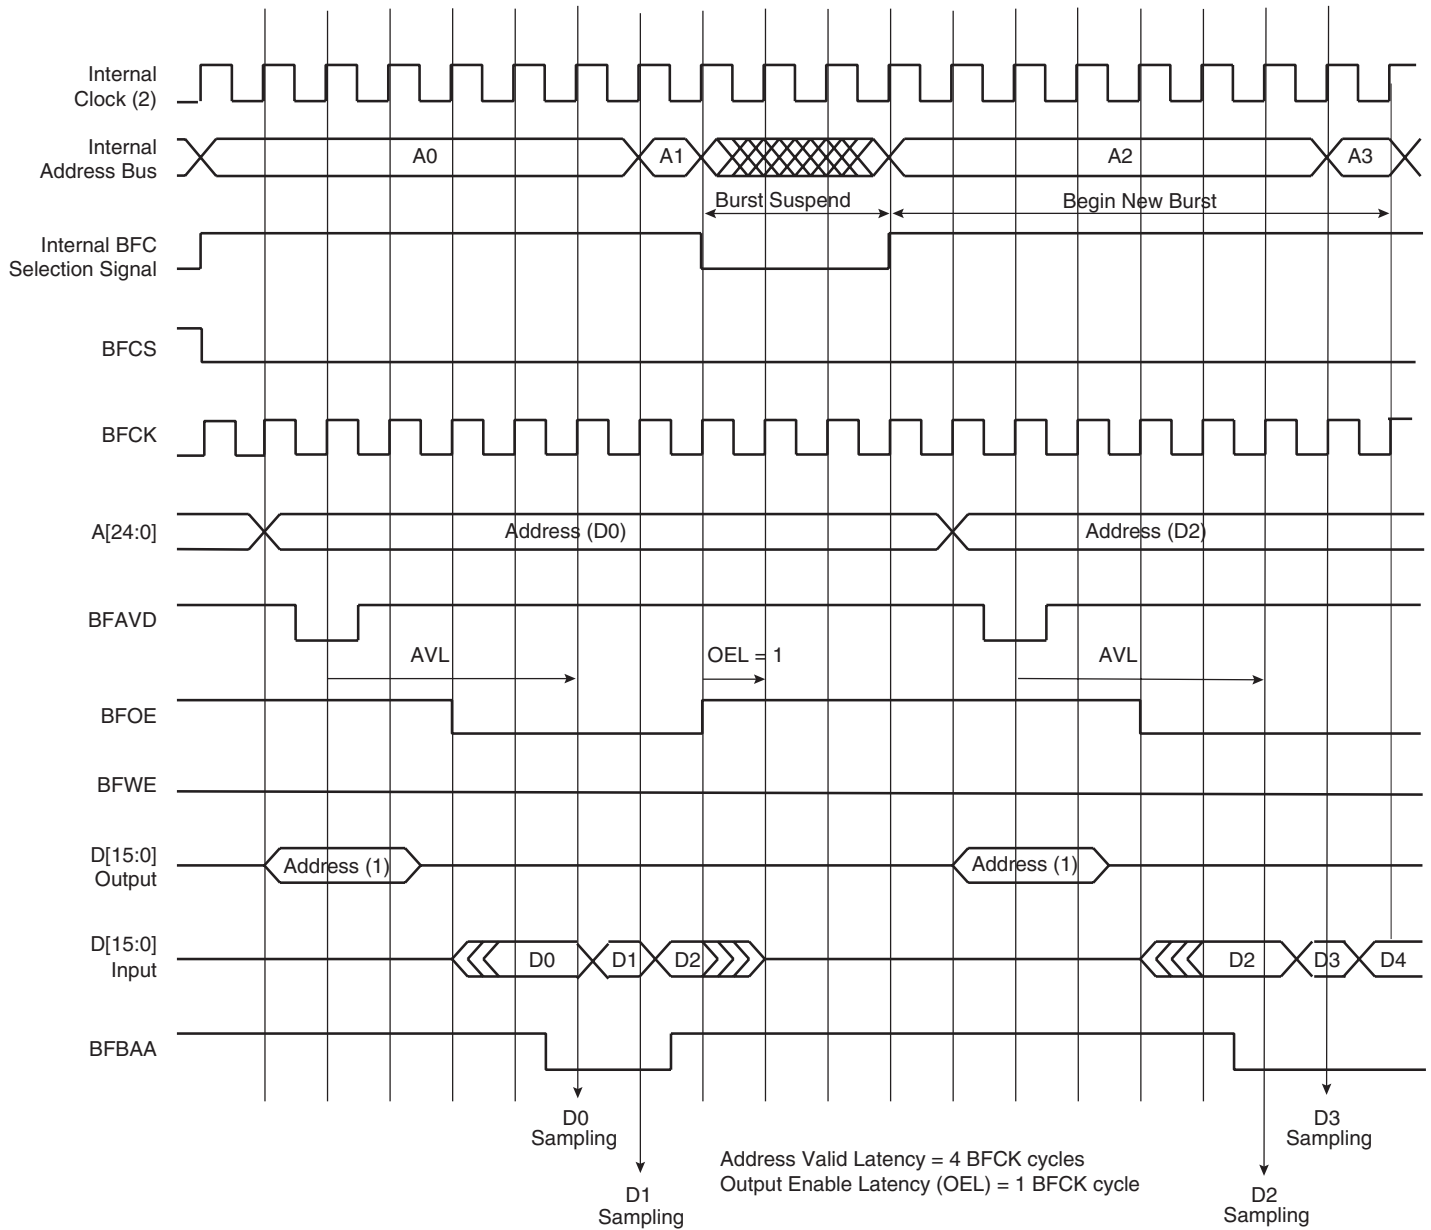 Internal
Clock (2)
Internal
Address Bus
A0
A1
A2
A3
Burst Suspend
Begin New Burst
Internal BFC
Selection Signal
BFCS
BFCK
A[24:0]
Address (D0)
Address (D2)
BFAVD
AVL
OEL = 1
AVL
BFOE
BFWE
D[15:0]
Output
Address (1)
Address (1)
D[15:0]
Input
D0
D1
D2
D2
D3
D4
BFBAA
D0
Sampling
D3
Sampling
Address Valid Latency = 4 BFCK cycles
Output Enable Latency (OEL) = 1 BFCK cycle
D1
Sampling
D2
Sampling